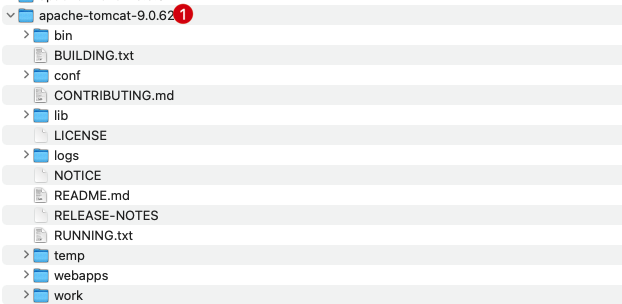 apache-tomcat-9.0.62 1
bin
BUILDING.txt
conf
CONTRIBUTING.md
lib
LICENSE
logs
NOTICE
README.md
RELEASE-NOTES
RUNNING.txt
temp
webapps
work